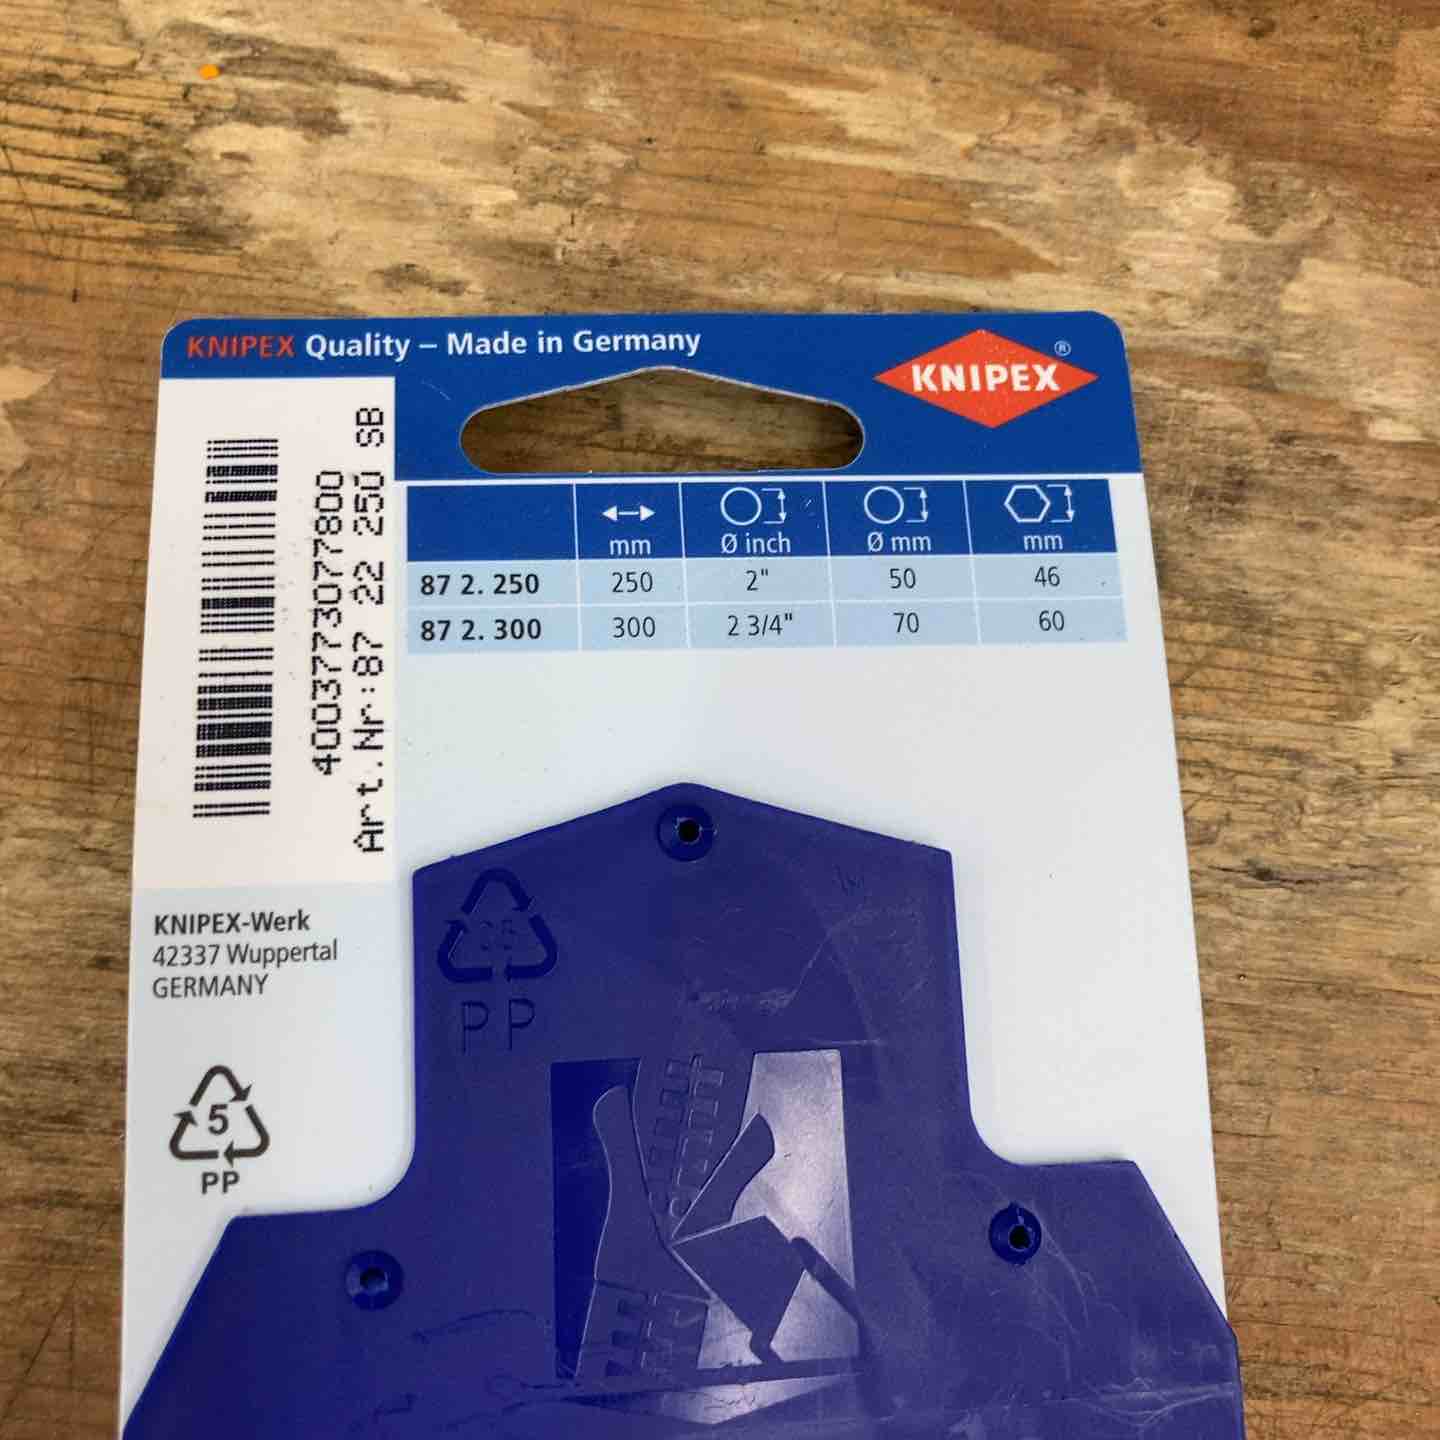 KNIPEX Quality – Made in Germany
KNIPEX®
4003773077800
Art.Nr:87 22 250 SB
mm Ø inch Ø mm mm
87 2. 250 250 2" 50 46
87 2. 300 300 2 3/4" 70 60
KNIPEX-Werk
42337 Wuppertal
GERMANY
5
PP
PP